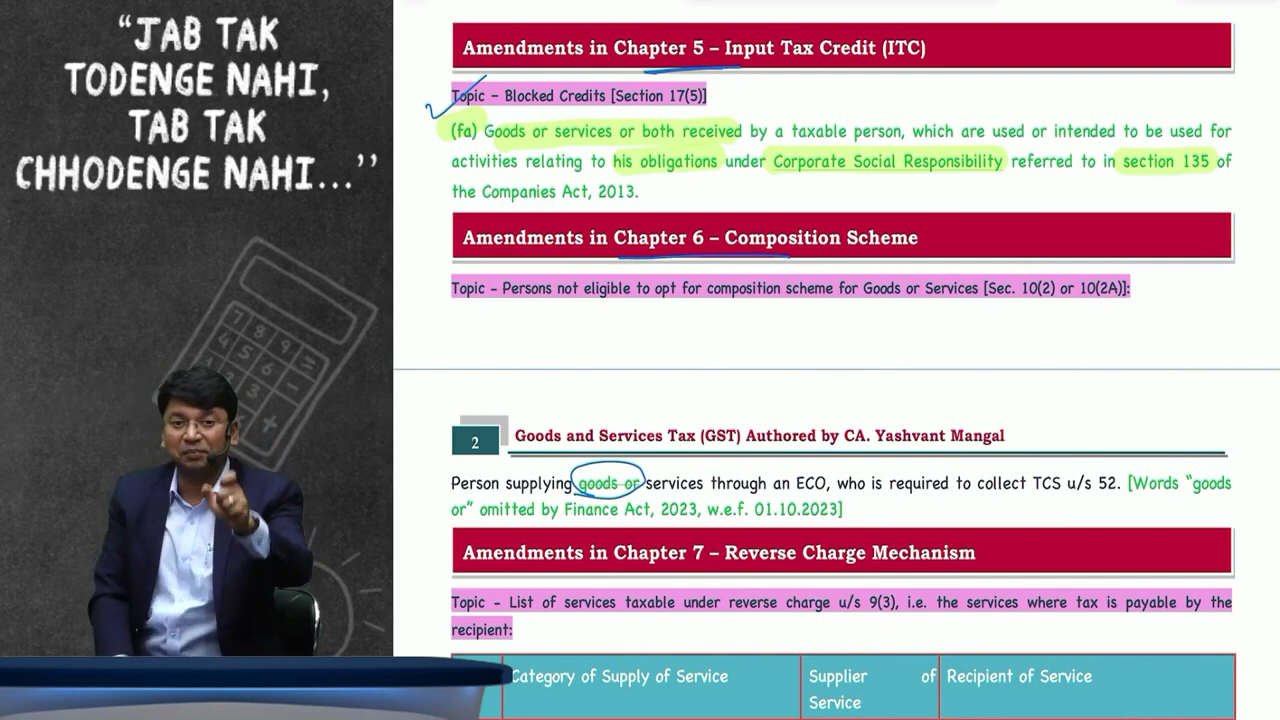 “JAB TAK
TODENGE NAHI,
TAB TAK
CHHODENGE NAHI...’’
Amendments in Chapter 5 – Input Tax Credit (ITC)
Topic – Blocked Credits [Section 17(5)]
(fa) Goods or services or both received by a taxable person, which are used or intended to be used for
activities relating to his obligations under Corporate Social Responsibility referred to in section 135 of
the Companies Act, 2013.
Amendments in Chapter 6 – Composition Scheme
Topic – Persons not eligible to opt for composition scheme for Goods or Services [Sec. 10(2) or 10(2A)]:
2
Goods and Services Tax (GST) Authored by CA. Yashvant Mangal
Person supplying goods or services through an ECO, who is required to collect TCS u/s 52. [Words “goods
or” omitted by Finance Act, 2023, w.e.f. 01.10.2023]
Amendments in Chapter 7 – Reverse Charge Mechanism
Topic – List of services taxable under reverse charge u/s 9(3), i.e. the services where tax is payable by the
recipient:
Category of Supply of Service
Supplier of
Service
Recipient of Service
7 8 9 =
4 5 6 -
2 3 +